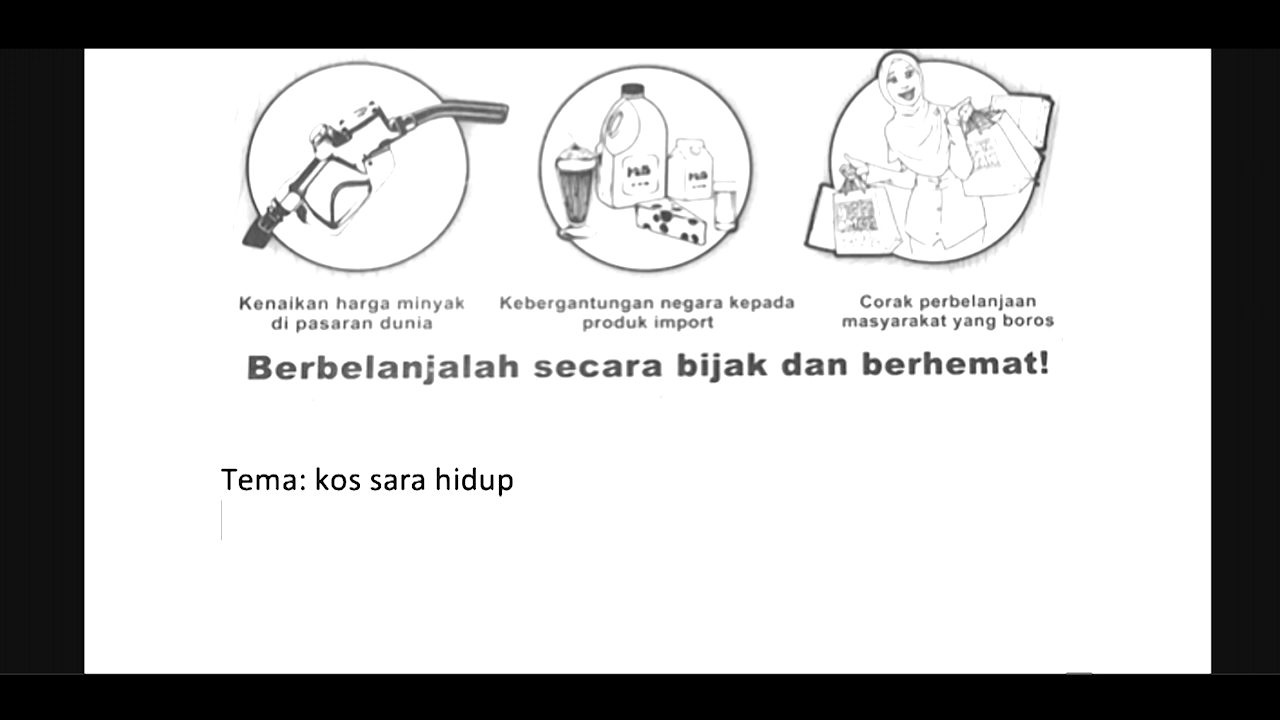 Kenaikan harga minyak
di pasaran dunia
Kebergantungan negara kepada
produk import
Corak perbelanjaan
masyarakat yang boros
Berbelanjalah secara bijak dan berhemat!
Tema: kos sara hidup